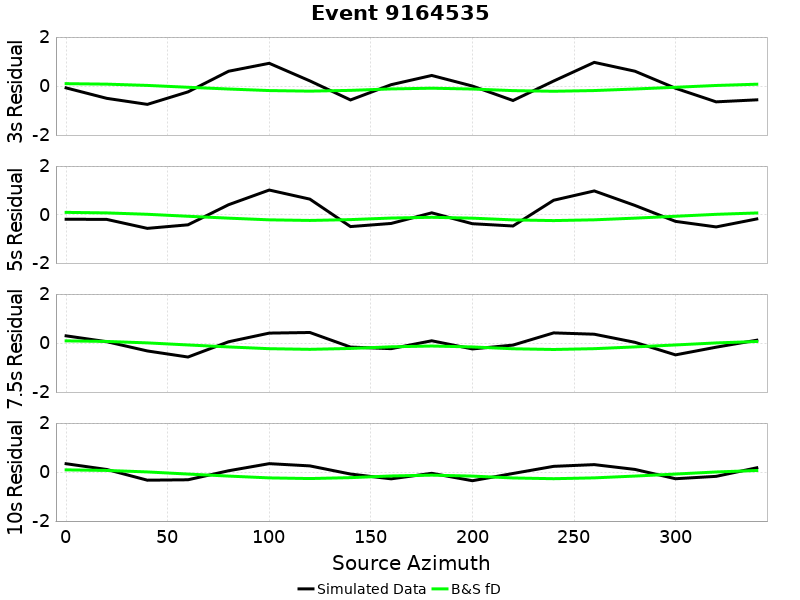 Event 9164535
3s Residual
2
0
-2
5s Residual
2
0
-2
7.5s Residual
2
0
-2
10s Residual
2
0
-2
0 50 100 150 200 250 300
Source Azimuth
Simulated Data B&S fD